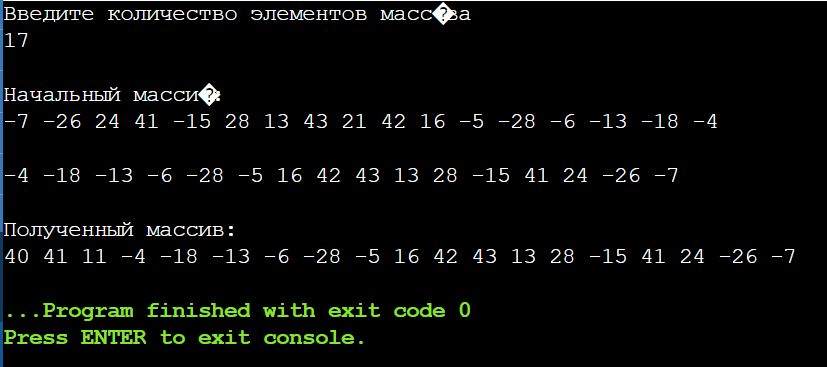 Введите количество элементов масс�ва
17
Начальный масси�:
-7 -26 24 41 -15 28 13 43 21 42 16 -5 -28 -6 -13 -18 -4
-4 -18 -13 -6 -28 -5 16 42 43 13 28 -15 41 24 -26 -7
Полученный массив:
40 41 11 -4 -18 -13 -6 -28 -5 16 42 43 13 28 -15 41 24 -26 -7
...Program finished with exit code 0
Press ENTER to exit console.